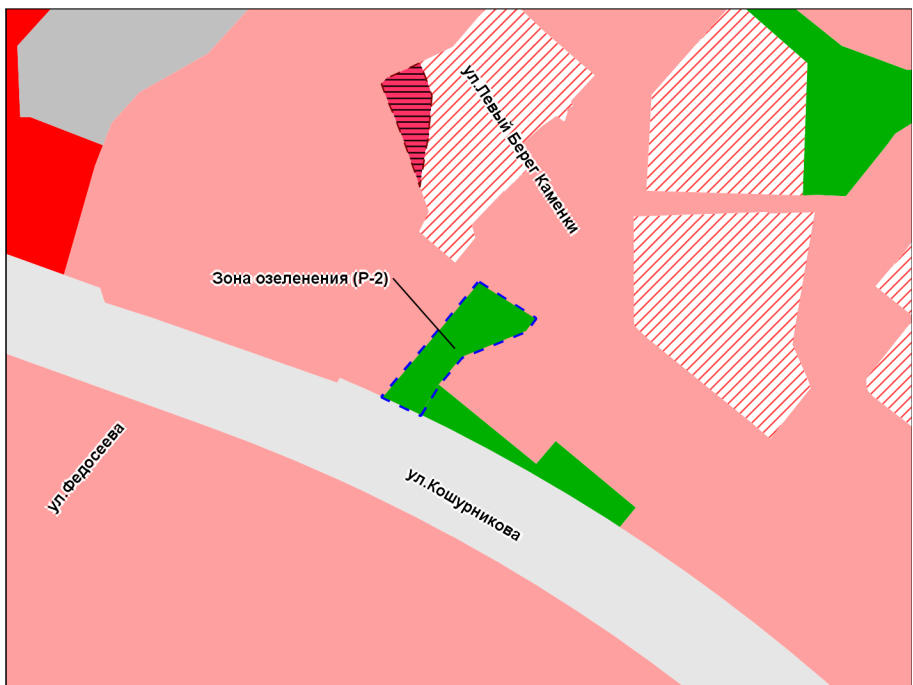 ул.Левый Берег Каменки
Зона озеленения (Р-2)
ул.Федосеева
ул.Кошурникова